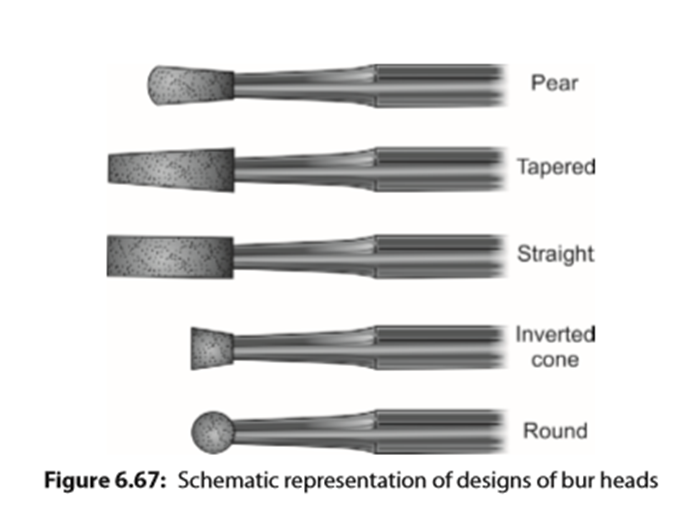 Pear
Tapered
Straight
Inverted
cone
Round
Figure 6.67: Schematic representation of designs of bur heads